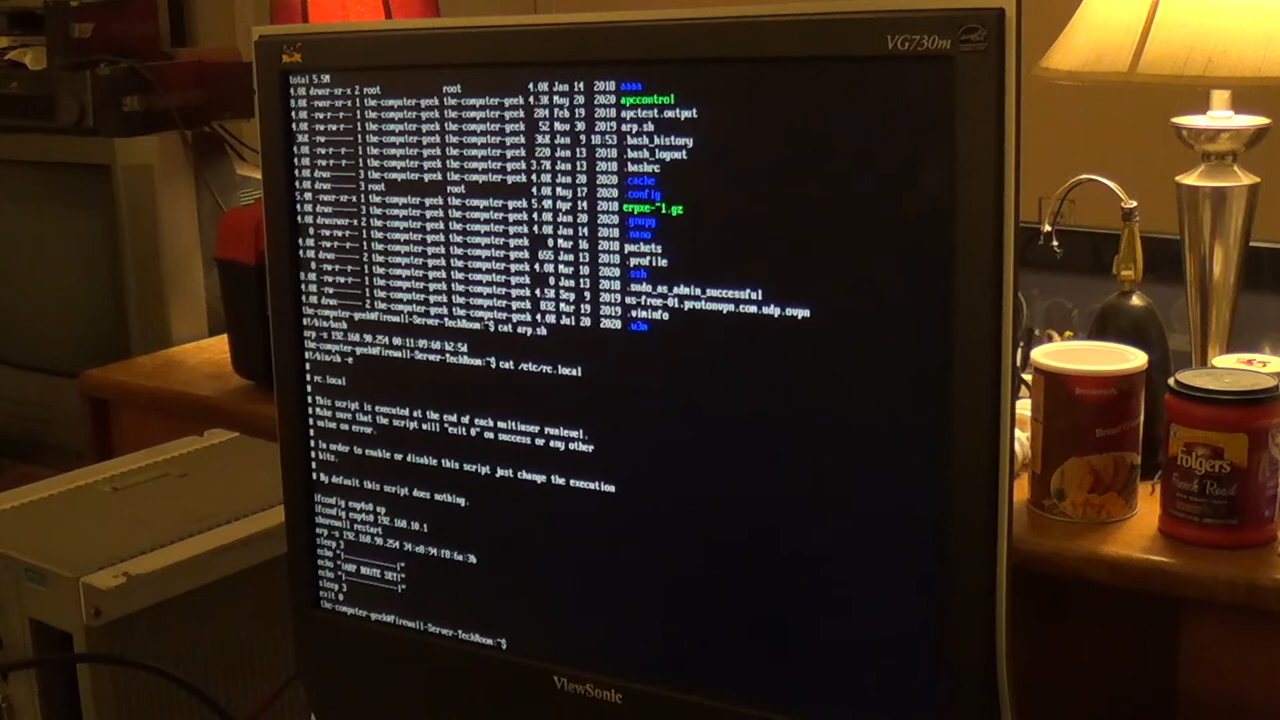 VG730m
total 5.5M
4.0K drwxr-xr-x 2 root root 4.0K Jan 14 2018 aaaa
8.0K -rwxr-xr-x 1 the-computer-geek the-computer-geek 4.3K May 20 2020 apccontrol
4.0K -rw-r--r-- 1 the-computer-geek the-computer-geek 284 Feb 19 2018 apctest.output
4.0K -rw-rw-r-- 1 the-computer-geek the-computer-geek 52 Nov 30 2019 arp.sh
36K -rw------- 1 the-computer-geek the-computer-geek 36K Jan 9 18:53 .bash_history
4.0K -rw-r--r-- 1 the-computer-geek the-computer-geek 220 Jan 13 2018 .bash_logout
4.0K -rw-r--r-- 1 the-computer-geek the-computer-geek 3.7K Jan 13 2018 .bashrc
4.0K drwx------ 3 the-computer-geek the-computer-geek 4.0K Jan 20 2020 .cache
4.0K drwx------ 3 root root 4.0K May 17 2020 .config
5.4M -rwxr-xr-x 1 the-computer-geek the-computer-geek 5.4M Apr 14 2018 erpxe-~1.gz
4.0K drwx------ 3 the-computer-geek the-computer-geek 4.0K Jan 20 2020 .gnupg
4.0K drwxrwxr-x 2 the-computer-geek the-computer-geek 4.0K Jan 14 2018 .nano
0 -rw-rw-r-- 1 the-computer-geek the-computer-geek 0 Mar 16 2018 packets
4.0K -rw-r--r-- 1 the-computer-geek the-computer-geek 655 Jan 13 2018 .profile
4.0K drwx------ 2 the-computer-geek the-computer-geek 4.0K Mar 10 2020 .ssh
0 -rw-r--r-- 1 the-computer-geek the-computer-geek 0 Jan 13 2018 .sudo_as_admin_successful
8.0K -rw-rw-r-- 1 the-computer-geek the-computer-geek 4.5K Sep 9 2019 us-free-01.protonvpn.com.udp.ovpn
4.0K -rw------- 1 the-computer-geek the-computer-geek 832 Mar 19 2019 .viminfo
4.0K drwx------ 2 the-computer-geek the-computer-geek 4.0K Jul 20 2020 .w3m
the-computer-geek@Firewall-Server-TechRoom:~$ cat arp.sh
#!/bin/bash
arp -s 192.168.90.254 00:11:09:60:b2:5d
the-computer-geek@Firewall-Server-TechRoom:~$ cat /etc/rc.local
#!/bin/sh -e
#
# rc.local
#
# This script is executed at the end of each multiuser runlevel.
# Make sure that the script will "exit 0" on success or any other
# value on error.
#
# In order to enable or disable this script just change the execution
# bits.
#
# By default this script does nothing.
ifconfig enp4s0 up
ifconfig enp4s0 192.168.10.1
shorewall restart
arp -s 192.168.90.254 34:e8:94:f8:6a:3b
sleep 3
echo "|--------------|"
echo "|ARP ROUTE SET|"
echo "|--------------|"
sleep 3
exit 0
the-computer-geek@Firewall-Server-TechRoom:~$
ViewSonic
Bread
Folgers
French Roast